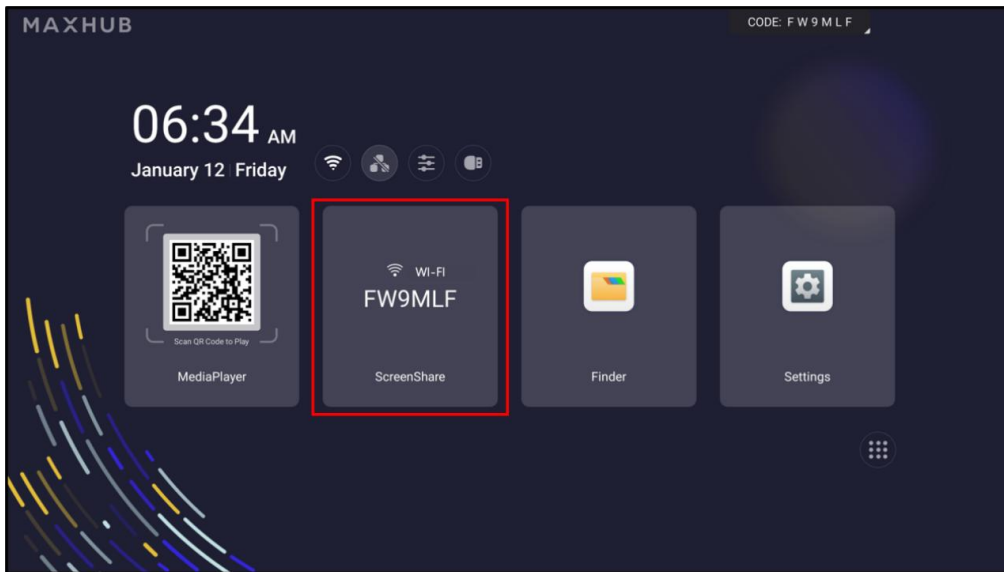 MAXHUB
CODE: F W 9 M L F
06:34 AM
January 12 Friday
WI-FI
FW9MLF
Scan QR Code to Play
MediaPlayer
ScreenShare
Finder
Settings